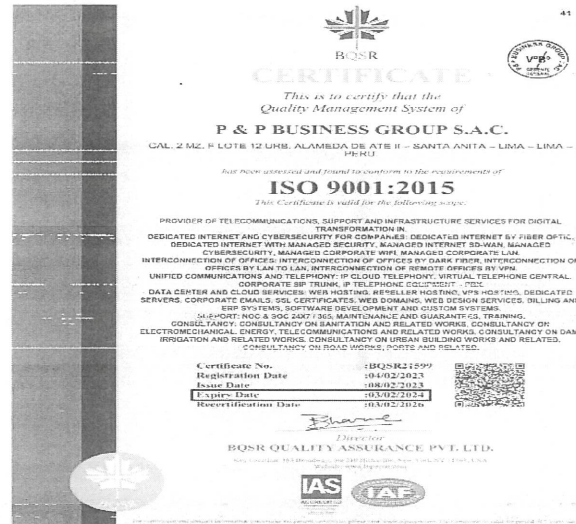 41
BQSR
V°B°
CERTIFICATE
This is to certify that the
Quality Management System of
P & P BUSINESS GROUP S.A.C.
CAL. 2 MZ. F LOTE 12 URB. ALAMEDA DE ATE II – SANTA ANITA – LIMA – LIMA –
PERU
has been assessed and found to conform to the requirements of
ISO 9001:2015
This Certificate is valid for the following scope.
PROVIDER OF TELECOMMUNICATIONS, SUPPORT AND INFRASTRUCTURE SERVICES FOR DIGITAL
TRANSFORMATION IN.
DEDICATED INTERNET AND CYBERSECURITY FOR COMPANIES: DEDICATED INTERNET BY FIBER OPTIC,
DEDICATED INTERNET WITH MANAGED SECURITY, MANAGED INTERNET SD-WAN, MANAGED
CYBERSECURITY, MANAGED CORPORATE WIFI, MANAGED CORPORATE LAN.
INTERCONNECTION OF OFFICES: INTERCONNECTION OF OFFICES BY DARK FIBER, INTERCONNECTION OF
OFFICES BY LAN TO LAN, INTERCONNECTION OF REMOTE OFFICES BY VPN.
UNIFIED COMMUNICATIONS AND TELEPHONY: IP CLOUD TELEPHONY, VIRTUAL TELEPHONE CENTRAL,
CORPORATE SIP TRUNK, IP TELEPHONE EQUIPMENT - PBX.
DATA CENTER AND CLOUD SERVICES: WEB HOSTING, RESELLER HOSTING, VPS HOSTING, DEDICATED
SERVERS, CORPORATE EMAILS, SSL CERTIFICATES, WEB DOMAINS, WEB DESIGN SERVICES, BILLING AND
ERP SYSTEMS, SOFTWARE DEVELOPMENT AND CUSTOM SYSTEMS.
SUPPORT: NOC & SOC 24X7 / 365, MAINTENANCE AND GUARANTEES, TRAINING.
CONSULTANCY: CONSULTANCY ON SANITATION AND RELATED WORKS, CONSULTANCY ON
ELECTROMECHANICAL, ENERGY, TELECOMMUNICATIONS AND RELATED WORKS, CONSULTANCY ON DAM
IRRIGATION AND RELATED WORKS, CONSULTANCY ON URBAN BUILDING WORKS AND RELATED,
CONSULTANCY ON ROAD WORKS, PORTS AND RELATED.
Certificate No. :BQSR21599
Registration Date :04/02/2023
Issue Date :08/02/2023
Expiry Date :03/02/2024
Recertification Date :03/02/2026
Director
BQSR QUALITY ASSURANCE PVT. LTD.
IAS
IAF